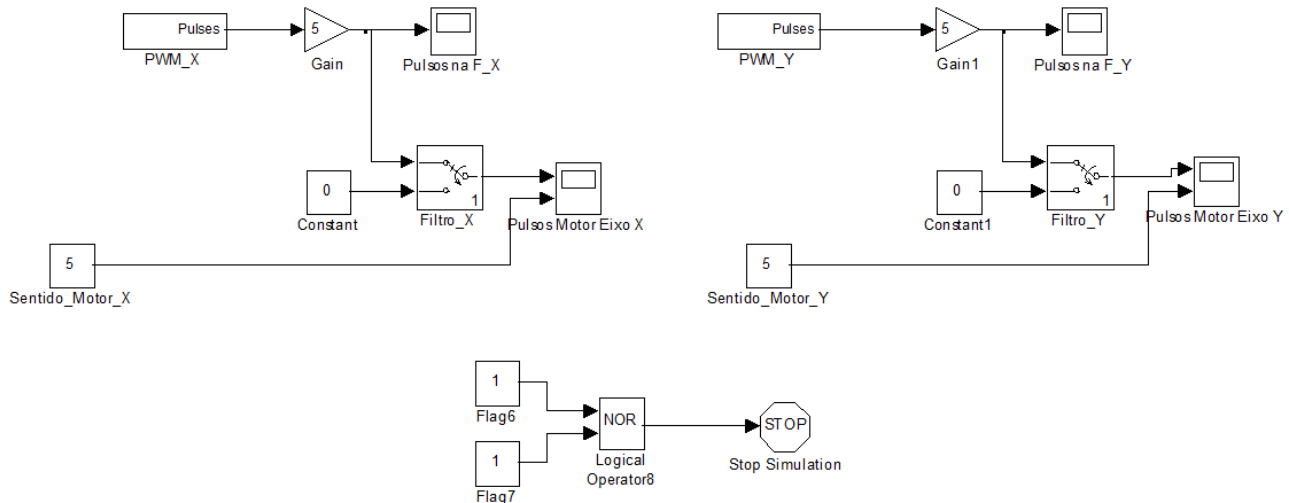 Pulses
5
PWM_X
Gain
Pulsos na F_X
0
1
Constant
Filtro_X
Pulsos Motor Eixo X
5
Sentido_Motor_X
Pulses
5
PWM_Y
Gain1
Pulsos na F_Y
0
1
Constant1
Filtro_Y
Pulsos Motor Eixo Y
5
Sentido_Motor_Y
1
Flag6
NOR
STOP
1
Logical
Operator8
Stop Simulation
Flag7